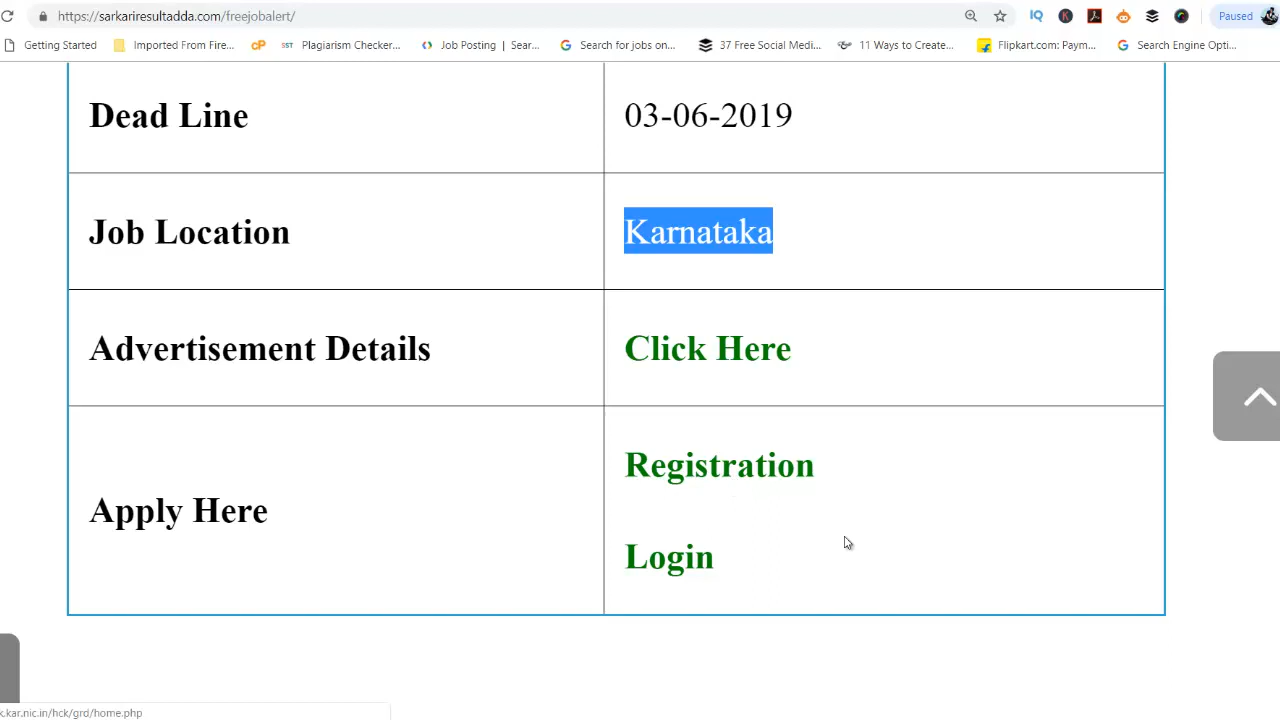 https://sarkariresultadda.com/freejobalert/
Paused
Getting Started
Imported From Fire...
cP
SST
Plagiarism Checker...
Job Posting | Sear...
Search for jobs on...
37 Free Social Medi...
11 Ways to Create...
Flipkart.com: Paym...
Search Engine Opti...
Dead Line
03-06-2019
Job Location
Karnataka
Advertisement Details
Click Here
Registration
Apply Here
Login
k.kar.nic.in/hck/grd/home.php